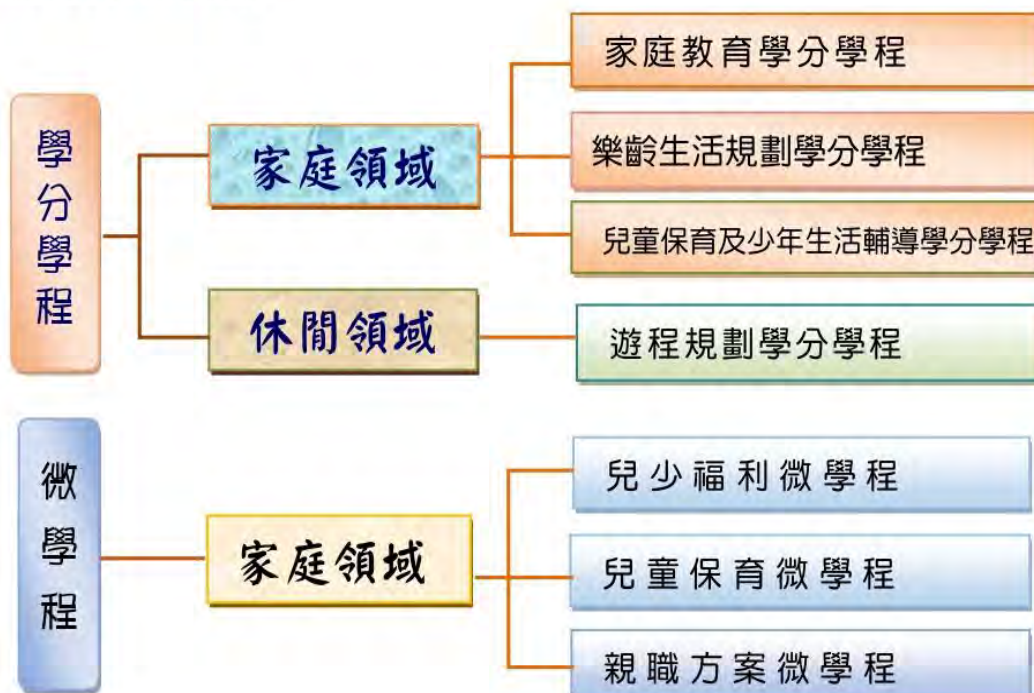 學分學程
家庭領域
家庭教育學分學程
樂齡生活規劃學分學程
兒童保育及少年生活輔導學分學程
休閒領域
遊程規劃學分學程
微學程
家庭領域
兒少福利微學程
兒童保育微學程
親職方案微學程